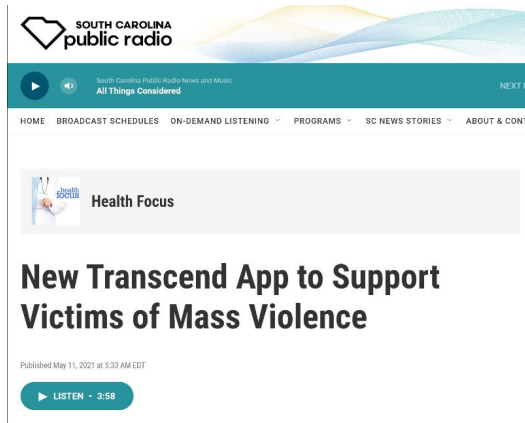 SOUTH CAROLINA
public radio
South Carolina Public Radio News and Music
All Things Considered
NEXT U
HOME BROADCAST SCHEDULES ON-DEMAND LISTENING PROGRAMS SC NEWS STORIES ABOUT & CONT
health
focus
Health Focus
New Transcend App to Support
Victims of Mass Violence
Published May 11, 2021 at 5:33 AM EDT
LISTEN • 3:58